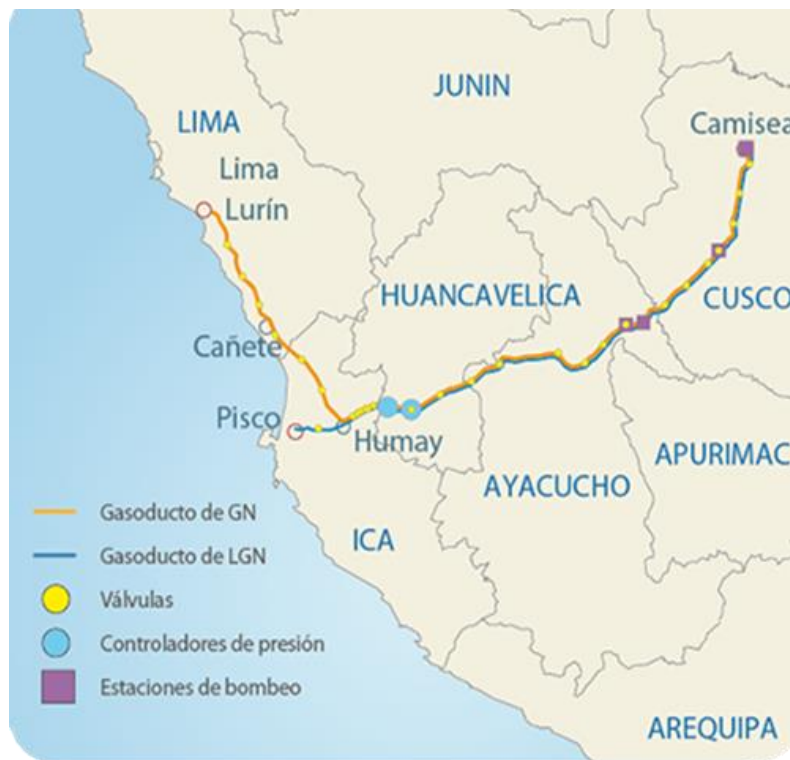 JUNIN
LIMA
Camisea
Lima
Lurín
HUANCAVELICA
CUSCO
Cañete
Pisco
Humay
APURIMAC
AYACUCHO
ICA
Gasoducto de GN
Gasoducto de LGN
Válvulas
Controladores de presión
Estaciones de bombeo
AREQUIPA